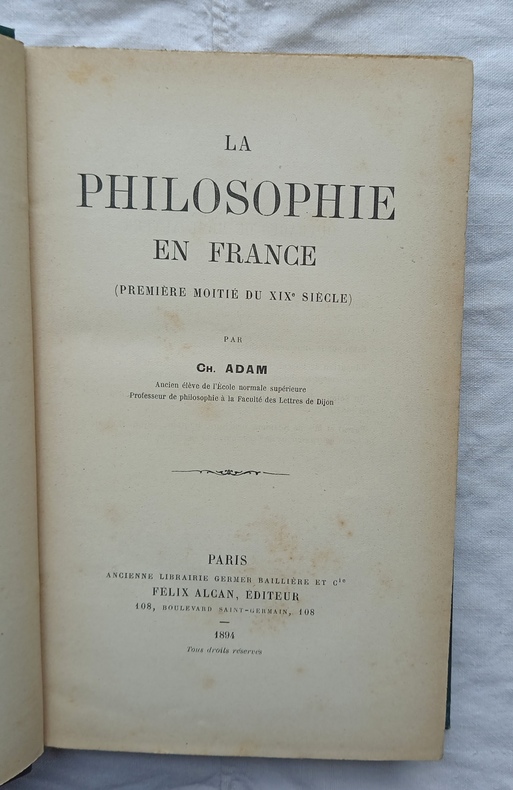 LA
PHILOSOPHIE
EN FRANCE
(PREMIÈRE MOITIÉ DU XIXe SIÈCLE)
PAR
CH. ADAM
Ancien élève de l'École normale supérieure
Professeur de philosophie à la Faculté des Lettres de Dijon
PARIS
ANCIENNE LIBRAIRIE GERMER BAILLIÈRE ET Cie
FÉLIX ALCAN, EDITEUR
108, BOULEVARD SAINT-GERMAIN, 108
1894
Tous droits réservés